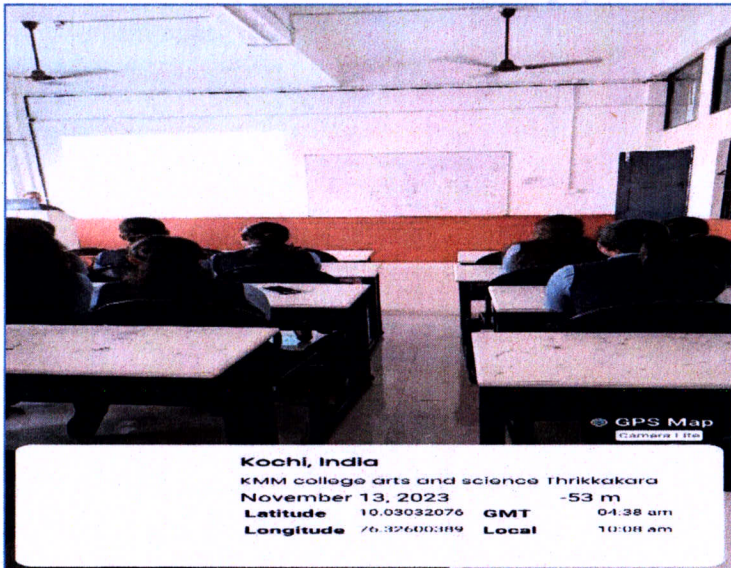 GPS Map
Camera Lite
Kochi, India
KMM college arts and science Thrikkakara
November 13, 2023 -53 m
Latitude 10.03032076 GMT 04:38 am
Longitude 76.32600389 Local 10:08 am